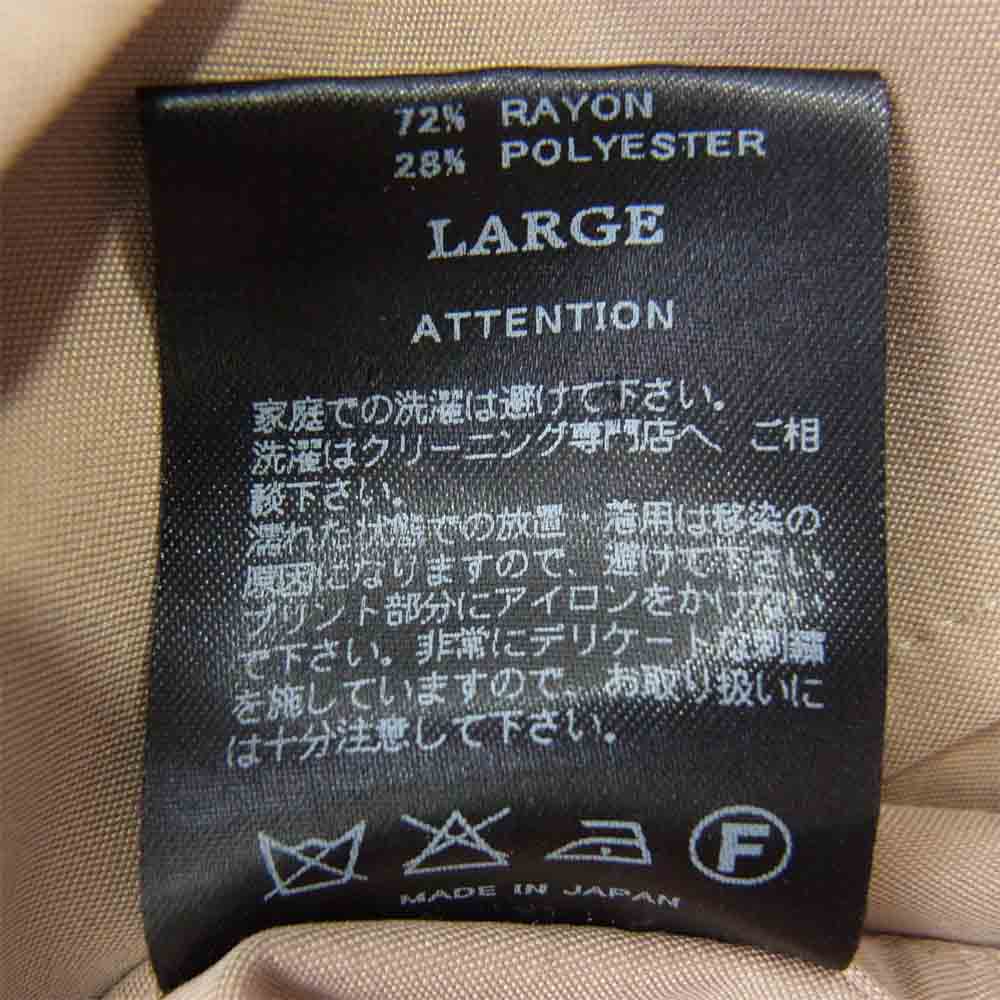 72% RAYON
28% POLYESTER
LARGE
ATTENTION
家庭での洗濯は避けて下さい。
洗濯はクリーニング専門店へ ご相
談下さい。
濡れた状態での放置・着用は移染の
原因になりますので、避けて下さい。
プリント部分にアイロンをかけない
で下さい。非常にデリケートな刺繍
を施していますので、お取り扱いに
は十分注意して下さい。
F
MADE IN JAPAN